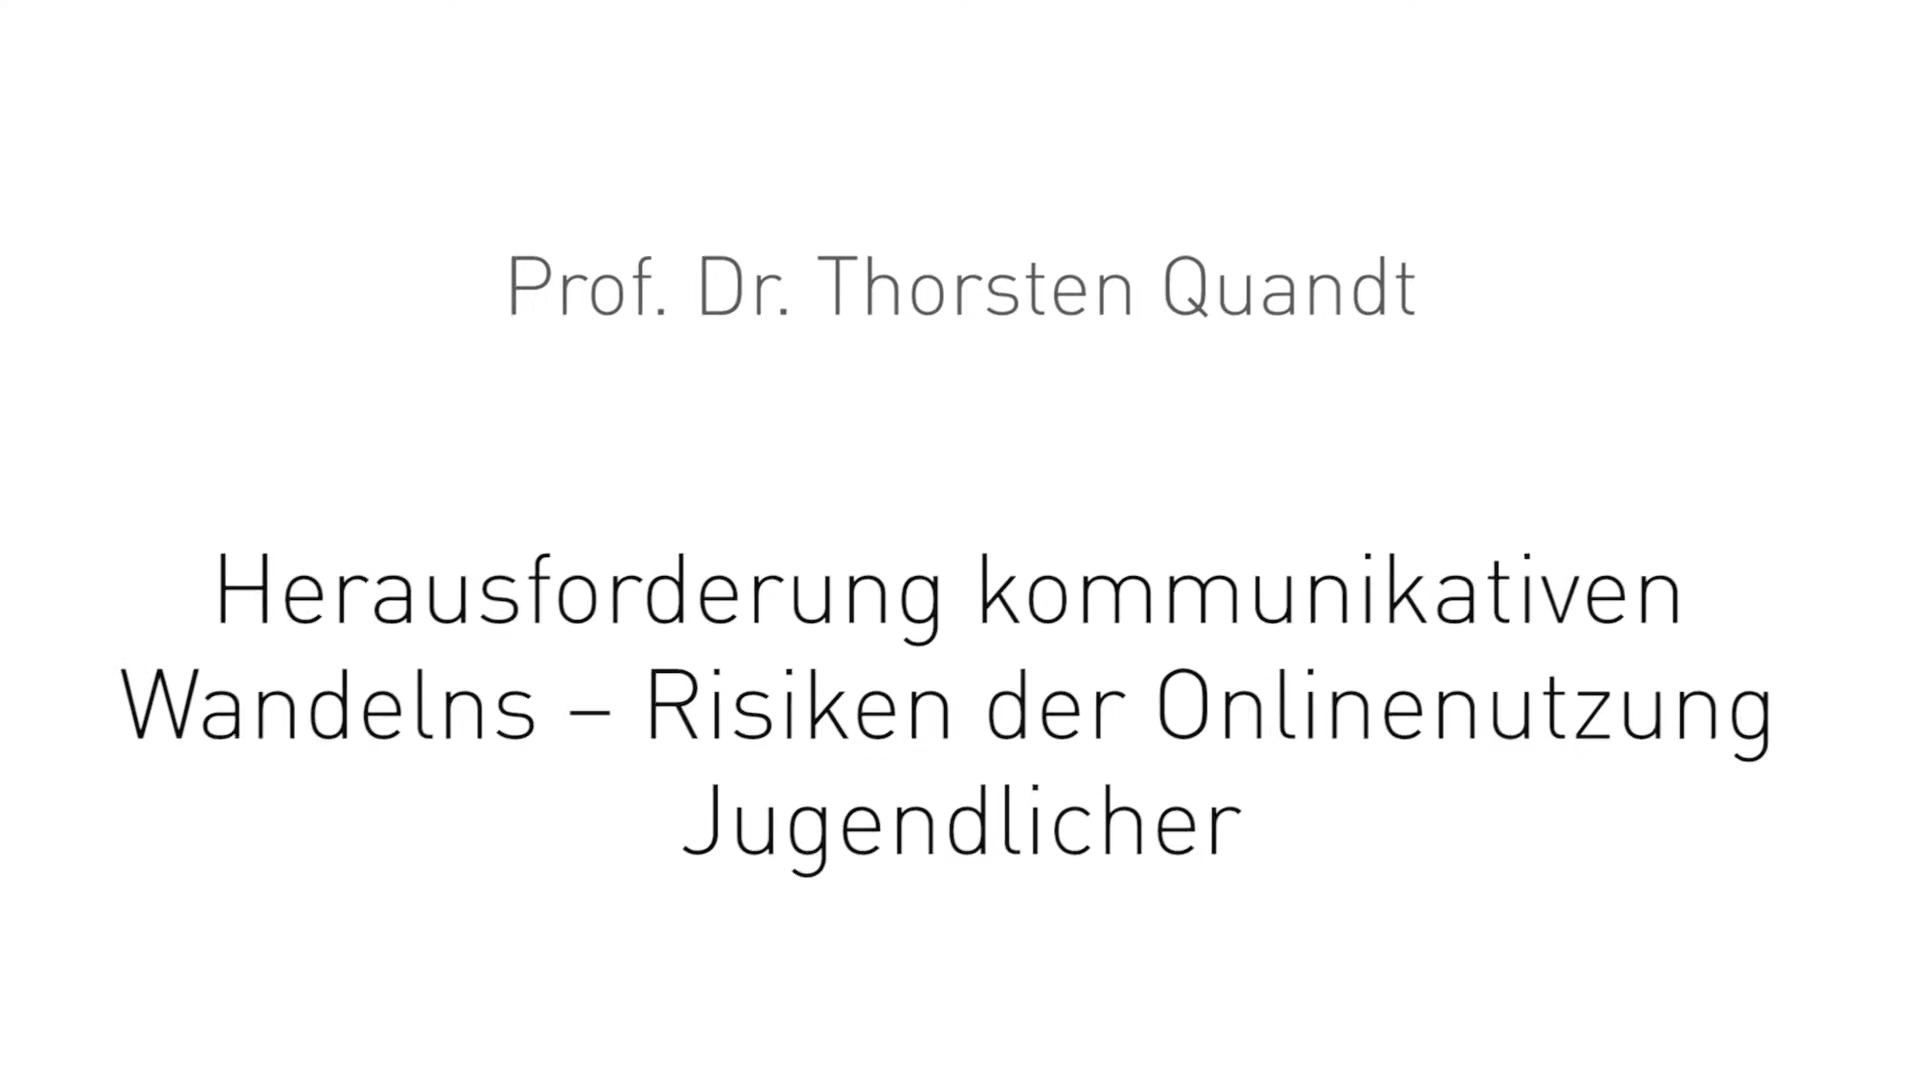 Prof. Dr. Thorsten Quandt
Herausforderung kommunikativen
Wandelns – Risiken der Onlinenutzung
Jugendlicher